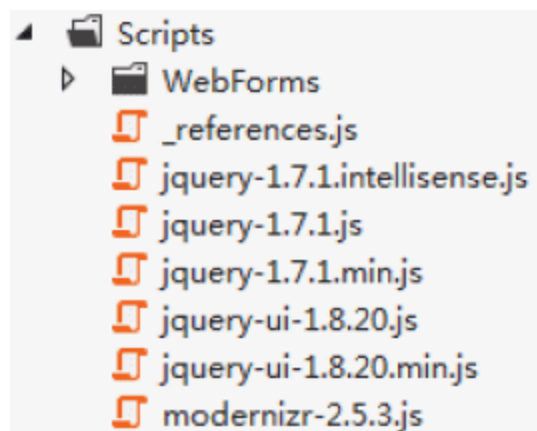 Scripts
WebForms
_references.js
jquery-1.7.1.intellisense.js
jquery-1.7.1.js
jquery-1.7.1.min.js
jquery-ui-1.8.20.js
jquery-ui-1.8.20.min.js
modernizr-2.5.3.js